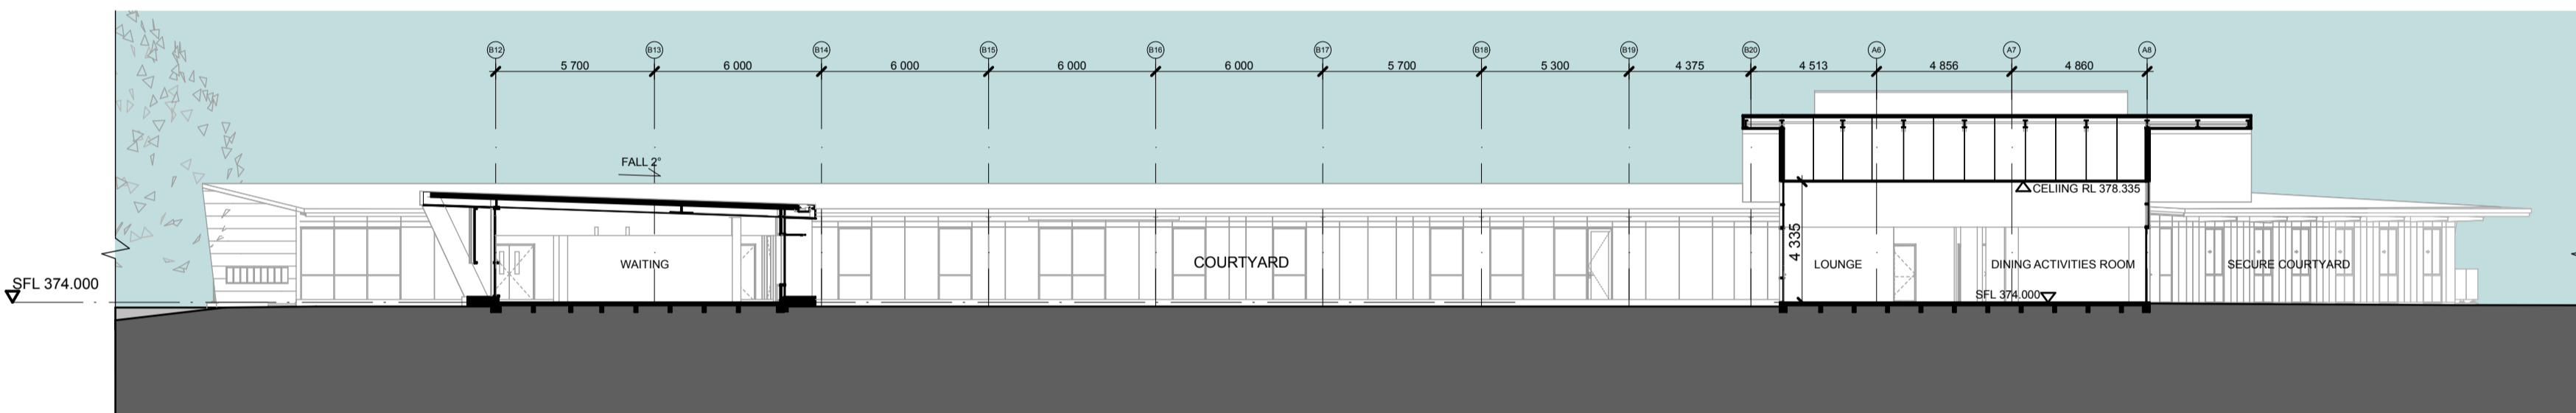 B12 B13 B14 B15 B16 B17 B18 B19 B20 A6 A7 A8
5 700 6 000 6 000 6 000 6 000 5 700 5 300 4 375 4 513 4 856 4 860
FALL 2°
CELIING RL 378.335
4 335
WAITING
COURTYARD
LOUNGE
DINING ACTIVITIES ROOM
SECURE COURTYARD
SFL 374.000
SFL 374.000